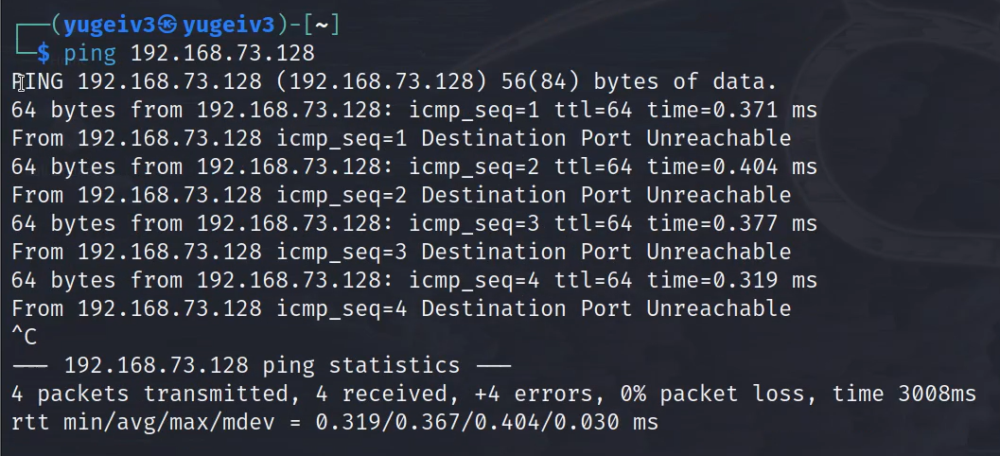 ┌──(yugeiv3㉿yugeiv3)-[~]
└─$ ping 192.168.73.128
PING 192.168.73.128 (192.168.73.128) 56(84) bytes of data.
64 bytes from 192.168.73.128: icmp_seq=1 ttl=64 time=0.371 ms
From 192.168.73.128 icmp_seq=1 Destination Port Unreachable
64 bytes from 192.168.73.128: icmp_seq=2 ttl=64 time=0.404 ms
From 192.168.73.128 icmp_seq=2 Destination Port Unreachable
64 bytes from 192.168.73.128: icmp_seq=3 ttl=64 time=0.377 ms
From 192.168.73.128 icmp_seq=3 Destination Port Unreachable
64 bytes from 192.168.73.128: icmp_seq=4 ttl=64 time=0.319 ms
From 192.168.73.128 icmp_seq=4 Destination Port Unreachable
^C
--- 192.168.73.128 ping statistics ---
4 packets transmitted, 4 received, +4 errors, 0% packet loss, time 3008ms
rtt min/avg/max/mdev = 0.319/0.367/0.404/0.030 ms